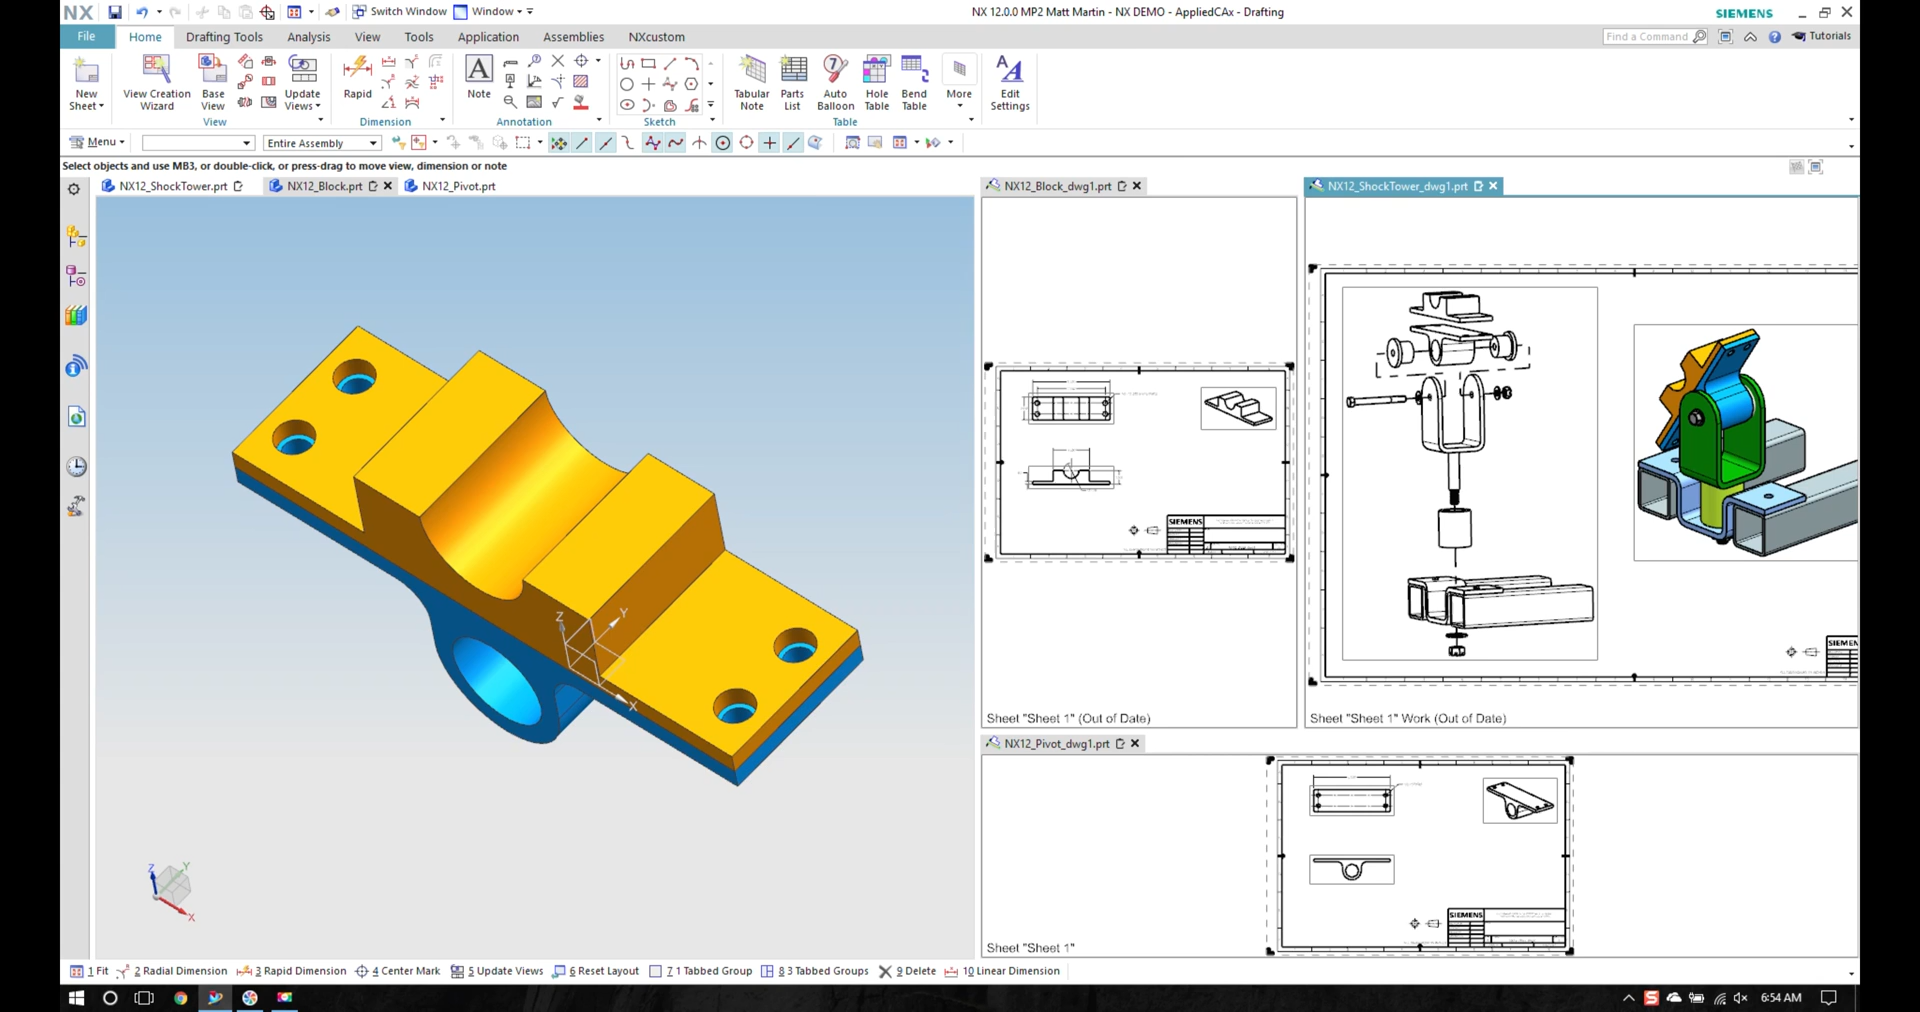 NX
Switch Window
Window
NX 12.0.0 MP2 Matt Martin - NX DEMO - AppliedCAx - Drafting
SIEMENS
File
Home
Drafting Tools
Analysis
View
Tools
Application
Assemblies
NXcustom
Find a Command
Tutorials
New Sheet
View Creation Wizard
Base View
Update Views
View
Rapid
Dimension
A
Note
Annotation
Sketch
Tabular Note
Parts List
7
Auto Balloon
Hole Table
Bend Table
More
Table
Edit Settings
Menu
Entire Assembly
Select objects and use MB3, or double-click, or press-drag to move view, dimension or note
NX12_ShockTower.prt
NX12_Block.prt
NX12_Pivot.prt
NX12_Block_dwg1.prt
NX12_ShockTower_dwg1.prt
Z
Y
X
Z
Y
X
SIEMENS
SIEMEN
Sheet "Sheet 1" (Out of Date)
Sheet "Sheet 1" Work (Out of Date)
NX12_Pivot_dwg1.prt
SIEMENS
Sheet "Sheet 1"
1 Fit
2 Radial Dimension
3 Rapid Dimension
4 Center Mark
5 Update Views
6 Reset Layout
7 1 Tabbed Group
8 3 Tabbed Groups
9 Delete
10 Linear Dimension
6:54 AM